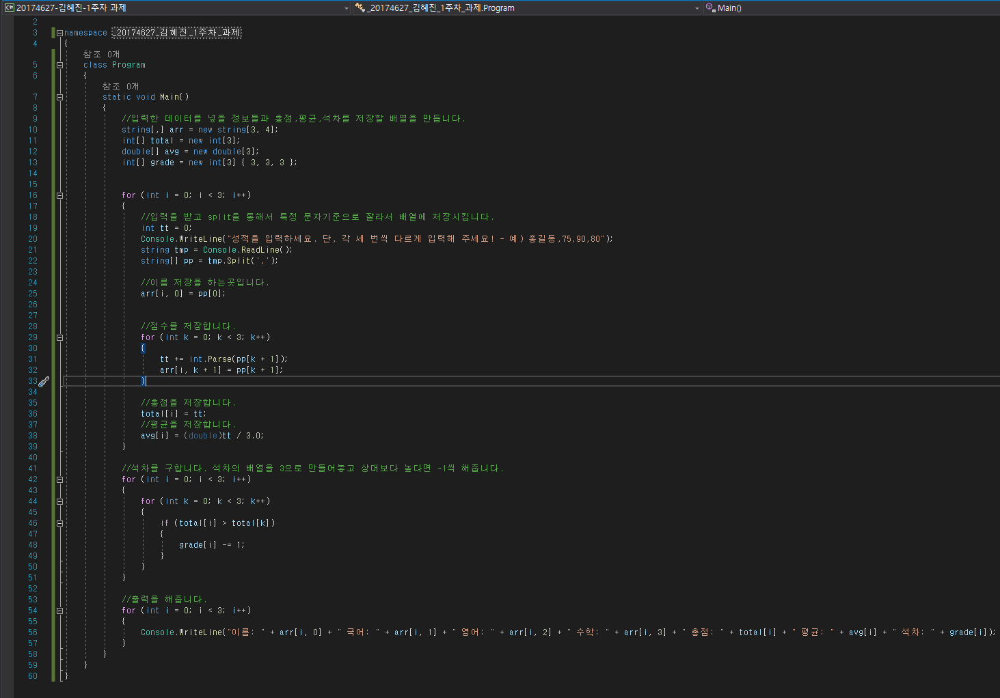 C# 20174627-김혜진-1주자 과제 _20174627_김혜진_1주차_과제.Program Main()
2
3 namespace _20174627_김혜진_1주차_과제
4 {
참조 0개
5 class Program
6 {
참조 0개
7 static void Main()
8 {
9 //입력한 데이터를 넣을 정보들과 총점,평균,석차를 저장할 배열을 만듭니다.
10 string[,] arr = new string[3, 4];
11 int[] total = new int[3];
12 double[] avg = new double[3];
13 int[] grade = new int[3] { 3, 3, 3 };
14
15
16 for (int i = 0; i < 3; i++)
17 {
18 //입력을 받고 split을 통해서 특정 문자기준으로 잘라서 배열에 저장시킵니다.
19 int tt = 0;
20 Console.WriteLine("성적을 입력하세요. 단, 각 세 번씩 다르게 입력해 주세요! - 예) 홍길동,75,90,80");
21 string tmp = Console.ReadLine();
22 string[] pp = tmp.Split(',');
23
24 //이를 저장을 하는곳입니다.
25 arr[i, 0] = pp[0];
26
27
28 //점수를 저장합니다.
29 for (int k = 0; k < 3; k++)
30 {
31 tt += int.Parse(pp[k + 1]);
32 arr[i, k + 1] = pp[k + 1];
33 }
34
35 //총점을 저장합니다.
36 total[i] = tt;
37 //평균을 저장합니다.
38 avg[i] = (double)tt / 3.0;
39 }
40
41 //석차를 구합니다. 석차의 배열을 3으로 만들어놓고 상대보다 높다면 -1씩 해줍니다.
42 for (int i = 0; i < 3; i++)
43 {
44 for (int k = 0; k < 3; k++)
45 {
46 if (total[i] > total[k])
47 {
48 grade[i] -= 1;
49 }
50 }
51 }
52
53 //출력을 해줍니다.
54 for (int i = 0; i < 3; i++)
55 {
56 Console.WriteLine("이름: " + arr[i, 0] + " 국어: " + arr[i, 1] + " 영어: " + arr[i, 2] + " 수학: " + arr[i, 3] + " 총점: " + total[i] + " 평균: " + avg[i] + " 석차: " + grade[i]);
57 }
58 }
59 }
60 }